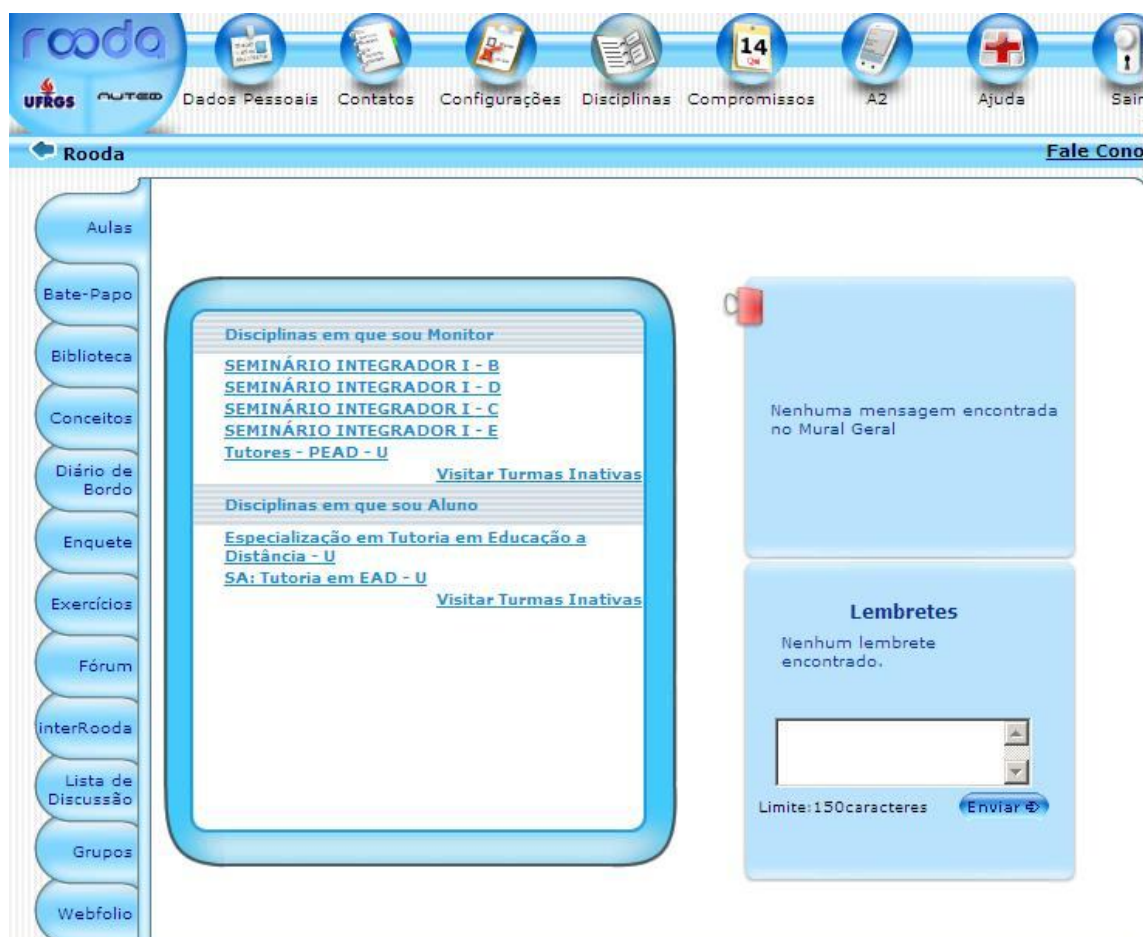 rooda
UFRGS nuted
Dados Pessoais Contatos Configurações Disciplinas Compromissos A2 Ajuda Sair
14
Qui
Rooda
Fale Cono
Aulas
Bate-Papo
Biblioteca
Conceitos
Diário de
Bordo
Enquete
Exercícios
Fórum
interRooda
Lista de
Discussão
Grupos
Webfolio
Disciplinas em que sou Monitor
SEMINÁRIO INTEGRADOR I - B
SEMINÁRIO INTEGRADOR I - D
SEMINÁRIO INTEGRADOR I - C
SEMINÁRIO INTEGRADOR I - E
Tutores - PEAD - U
Visitar Turmas Inativas
Disciplinas em que sou Aluno
Especialização em Tutoria em Educação a
Distância - U
SA: Tutoria em EAD - U
Visitar Turmas Inativas
Nenhuma mensagem encontrada
no Mural Geral
Lembretes
Nenhum lembrete
encontrado.
Limite:150caracteres Enviar